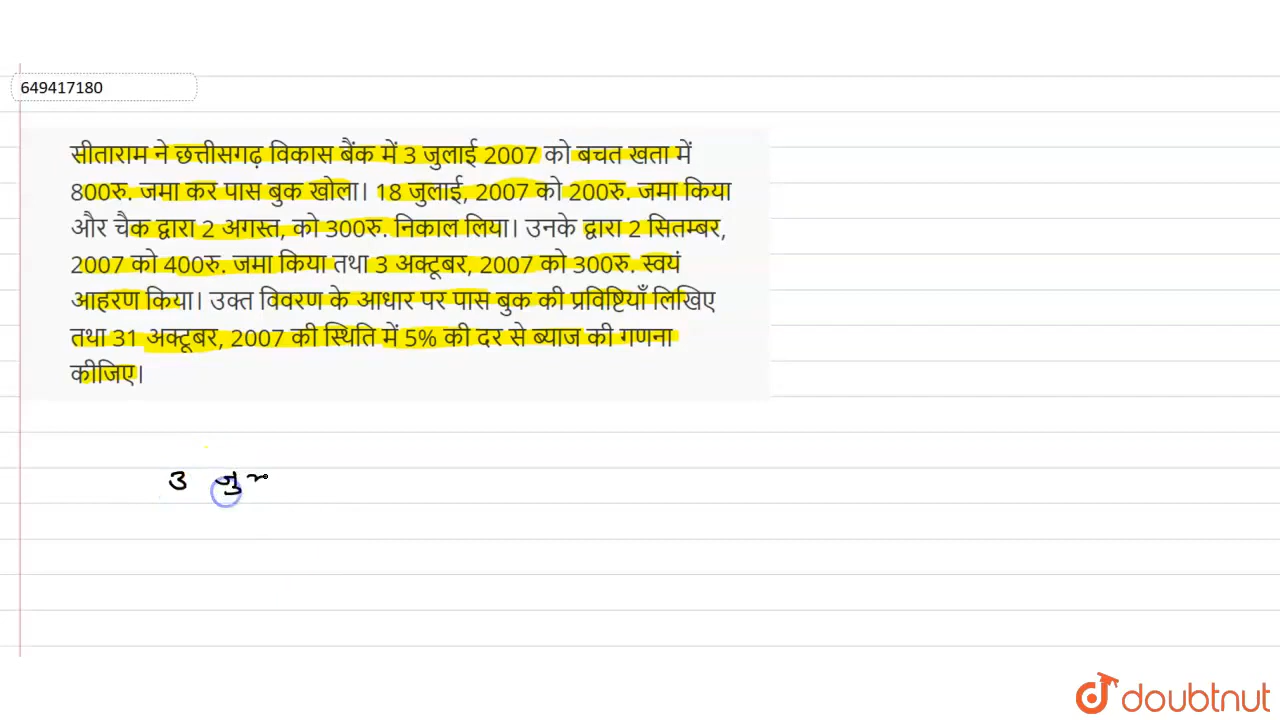 649417180
सीताराम ने छत्तीसगढ़ विकास बैंक में 3 जुलाई 2007 को बचत खता में
800रु. जमा कर पास बुक खोला। 18 जुलाई, 2007 को 200रु. जमा किया
और चैक द्वारा 2 अगस्त, को 300रु. निकाल लिया। उनके द्वारा 2 सितम्बर,
2007 को 400रु. जमा किया तथा 3 अक्टूबर, 2007 को 300रु. स्वयं
आहरण किया। उक्त विवरण के आधार पर पास बुक की प्रविष्टियाँ लिखिए
तथा 31 अक्टूबर, 2007 की स्थिति में 5% की दर से ब्याज की गणना
कीजिए।
3 जु
doubtnut